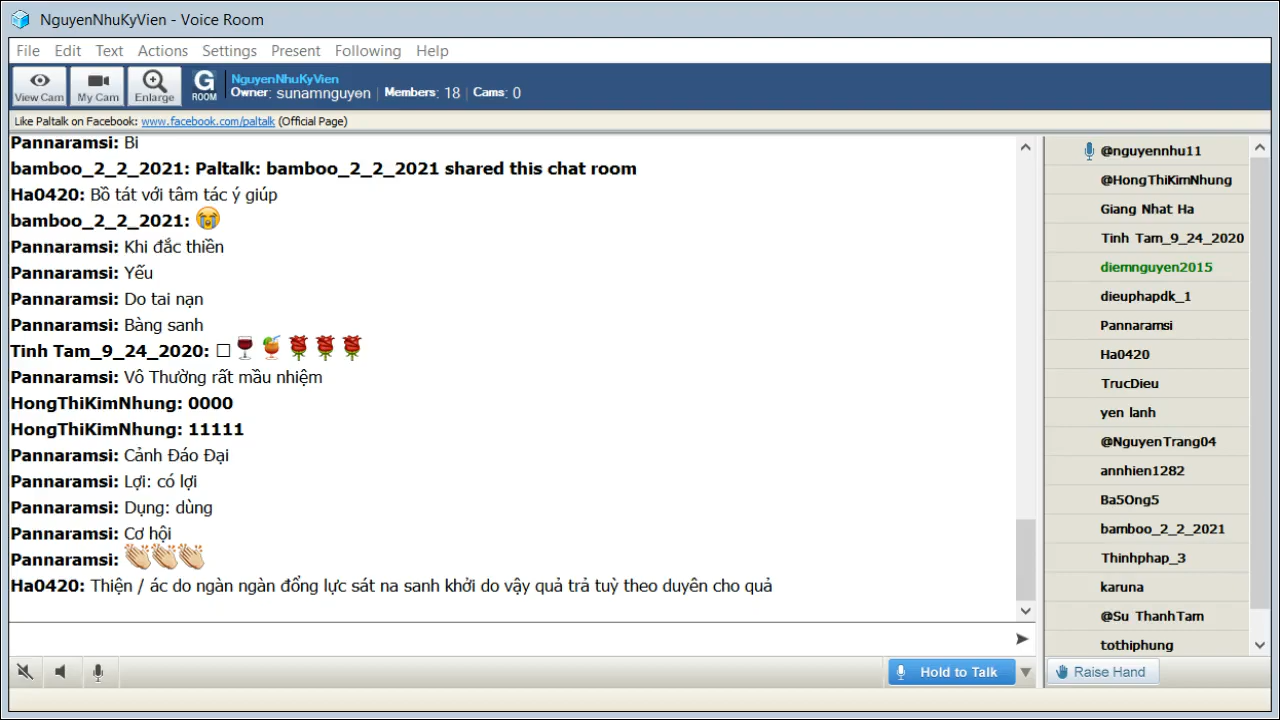 NguyenNhuKyVien - Voice Room
File Edit Text Actions Settings Present Following Help
View Cam My Cam Enlarge G ROOM
NguyenNhuKyVien
Owner: sunamnguyen | Members: 18 | Cams: 0
Like Paltalk on Facebook: www.facebook.com/paltalk (Official Page)
Pannaramsi: Bi
bamboo_2_2_2021: Paltalk: bamboo_2_2_2021 shared this chat room
Ha0420: Bồ tát với tâm tác ý giúp
bamboo_2_2_2021: 😭
Pannaramsi: Khi đắc thiền
Pannaramsi: Yếu
Pannaramsi: Do tai nạn
Pannaramsi: Bàng sanh
Tinh Tam_9_24_2020: □🍷🍹🌹🌹🌹
Pannaramsi: Vô Thường rất mầu nhiệm
HongThiKimNhung: 0000
HongThiKimNhung: 11111
Pannaramsi: Cảnh Đáo Đại
Pannaramsi: Lợi: có lợi
Pannaramsi: Dụng: dùng
Pannaramsi: Cơ hội
Pannaramsi: 👏🏼👏🏼👏🏼
Ha0420: Thiện / ác do ngàn ngàn đổng lực sát na sanh khởi do vậy quả trả tuỳ theo duyên cho quả
@nguyennhu11
@HongThiKimNhung
Giang Nhat Ha
Tinh Tam_9_24_2020
diemnguyen2015
dieuphapdk_1
Pannaramsi
Ha0420
TrucDieu
yen lanh
@NguyenTrang04
annhien1282
Ba5Ong5
bamboo_2_2_2021
Thinhphap_3
karuna
@Su ThanhTam
tothiphung
Hold to Talk
Raise Hand